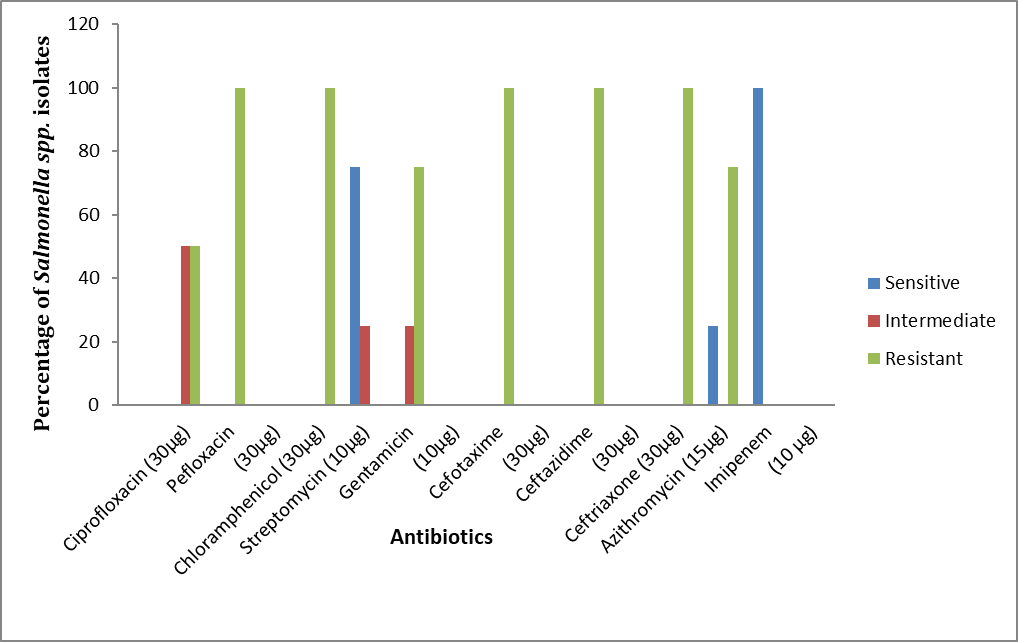 Percentage of Salmonella spp. isolates
120
100
80
60
40
20
0
Ciprofloxacin (30µg)
Pefloxacin
(30µg)
Chloramphenicol (30µg)
Streptomycin (10µg)
Gentamicin
(10µg)
Cefotaxime
(30µg)
Ceftazidime
(30µg)
Ceftriaxone (30µg)
Azithromycin (15µg)
Imipenem
(10 µg)
Antibiotics
Sensitive
Intermediate
Resistant